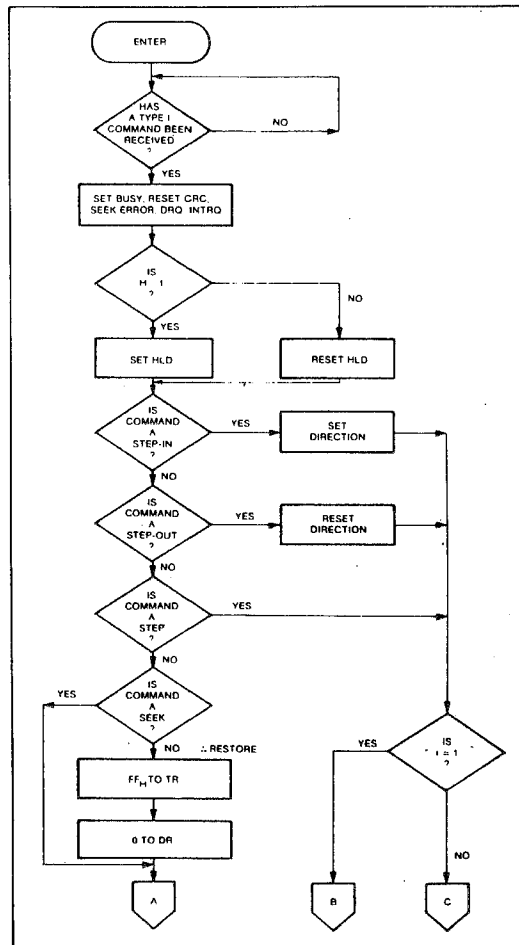 ENTER
HAS
A TYPE I
COMMAND BEEN
RECEIVED
?
NO
YES
SET BUSY, RESET CRC,
SEEK ERROR, DRQ, INTRQ
IS
H 1
?
NO
YES
SET HLD
RESET HLD
IS
COMMAND
A
STEP-IN
?
YES
SET
DIRECTION
NO
IS
COMMAND
A
STEP-OUT
?
YES
RESET
DIRECTION
NO
IS
COMMAND
A
STEP
?
YES
NO
IS
COMMAND
A
SEEK
?
YES
NO ∴ RESTORE
FFH TO TR
0 TO DR
IS
= 1
?
YES
NO
A
B
C